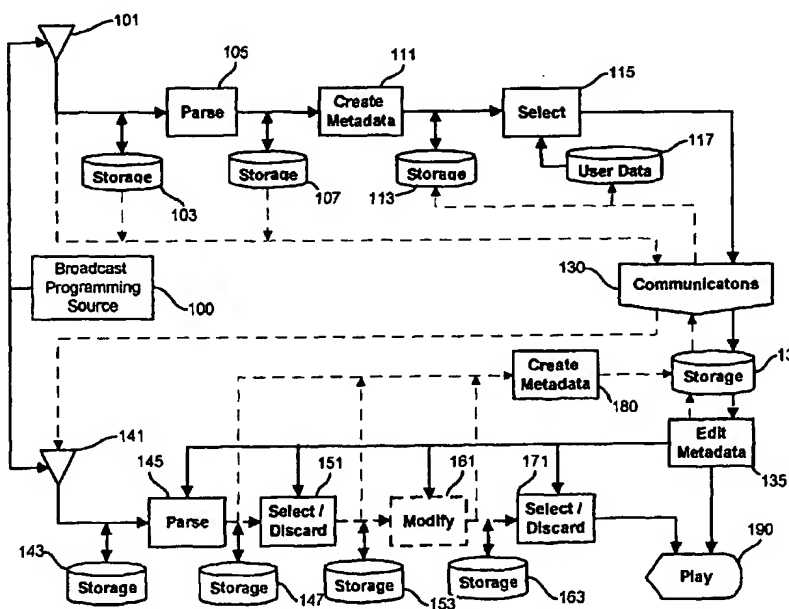 101
105
111
115
Parse
Create
Metadata
Select
117
Storage
Storage
Storage
User Data
103
107
113
Broadcast
Programming
Source
100
130
Communicatons
Create
Metadata
180
Storage
13
141
145
151
161
171
Edit
Metadata
135
Parse
Select /
Discard
Modify
Select /
Discard
190
143
Storage
Storage
147
Storage
153
Storage
163
Play